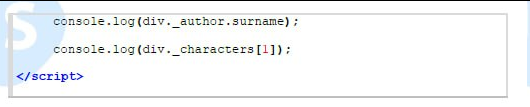 console.log(div._author.surname);
console.log(div._characters[1]);
</script>